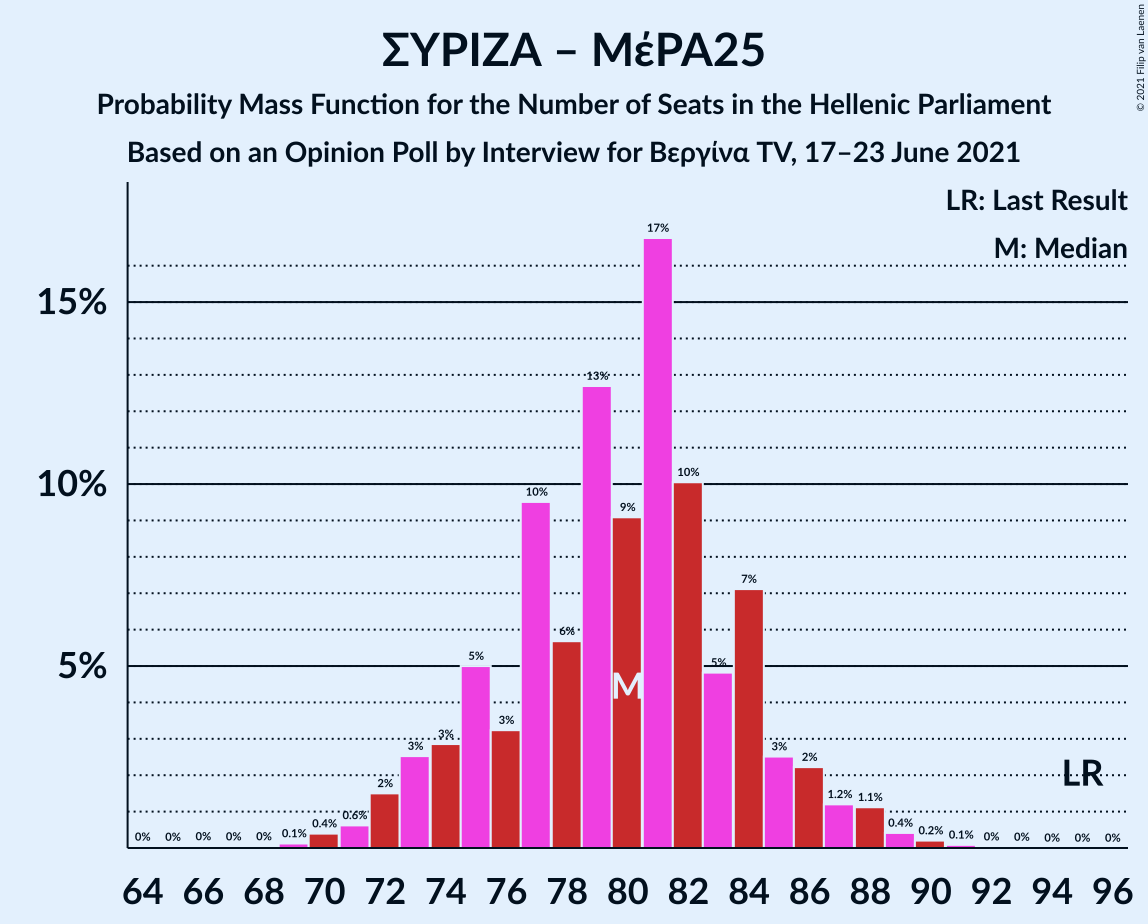 ΣΥΡΙΖΑ – ΜέΡΑ25
Probability Mass Function for the Number of Seats in the Hellenic Parliament
Based on an Opinion Poll by Interview for Βεργίνα TV, 17–23 June 2021
© 2021 Filip van Laenen
LR: Last Result
M: Median
15%
10%
5%
0% 0% 0% 0% 0% 0.1% 0.4% 0.6% 2% 3% 3% 5% 3% 10% 6% 13% 9% 17% 10% 5% 7% 3% 2% 1.2% 1.1% 0.4% 0.2% 0.1% 0% 0% 0% 0% 0%
M
LR
64 66 68 70 72 74 76 78 80 82 84 86 88 90 92 94 96